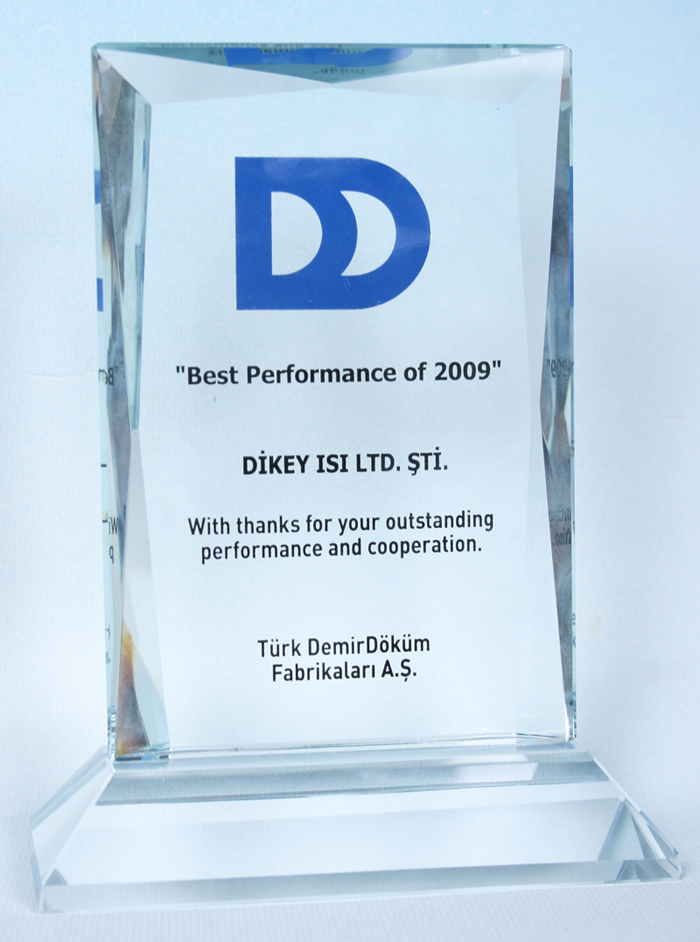 DD
"Best Performance of 2009"
DİKEY ISI LTD. ŞTİ.
With thanks for your outstanding
performance and cooperation.
Türk DemirDöküm
Fabrikaları A.Ş.